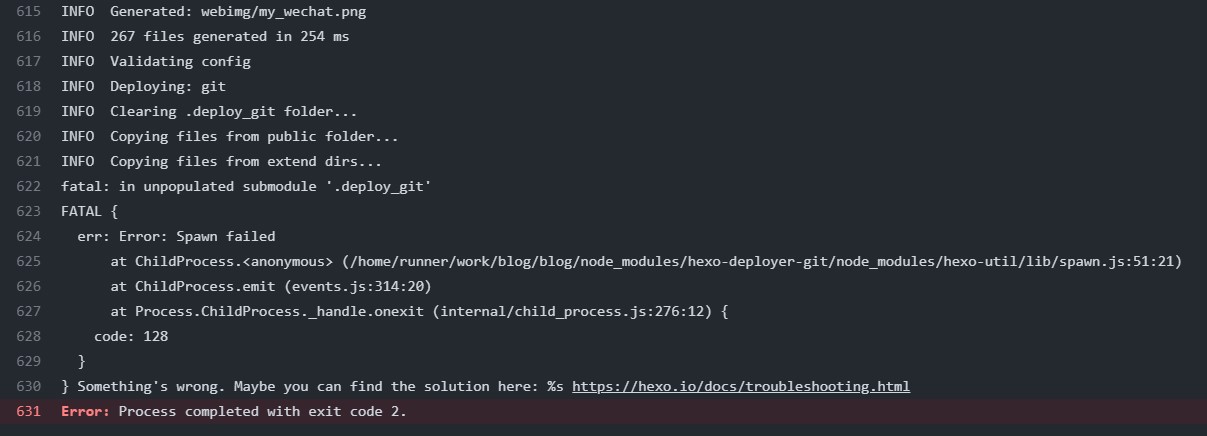 615 INFO  Generated: webimg/my_wechat.png
616 INFO  267 files generated in 254 ms
617 INFO  Validating config
618 INFO  Deploying: git
619 INFO  Clearing .deploy_git folder...
620 INFO  Copying files from public folder...
621 INFO  Copying files from extend dirs...
622 fatal: in unpopulated submodule '.deploy_git'
623 FATAL {
624   err: Error: Spawn failed
625       at ChildProcess.<anonymous> (/home/runner/work/blog/blog/node_modules/hexo-deployer-git/node_modules/hexo-util/lib/spawn.js:51:21)
626       at ChildProcess.emit (events.js:314:20)
627       at Process.ChildProcess._handle.onexit (internal/child_process.js:276:12) {
628     code: 128
629   }
630 } Something's wrong. Maybe you can find the solution here: %s https://hexo.io/docs/troubleshooting.html
631 Error: Process completed with exit code 2.